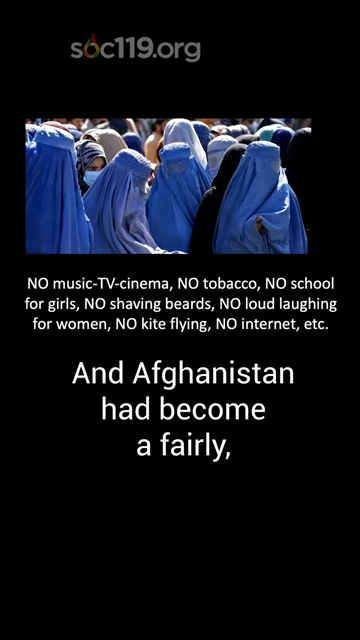 soc119.org
NO music-TV-cinema, NO tobacco, NO school
for girls, NO shaving beards, NO loud laughing
for women, NO kite flying, NO internet, etc.
And Afghanistan
had become
a fairly,